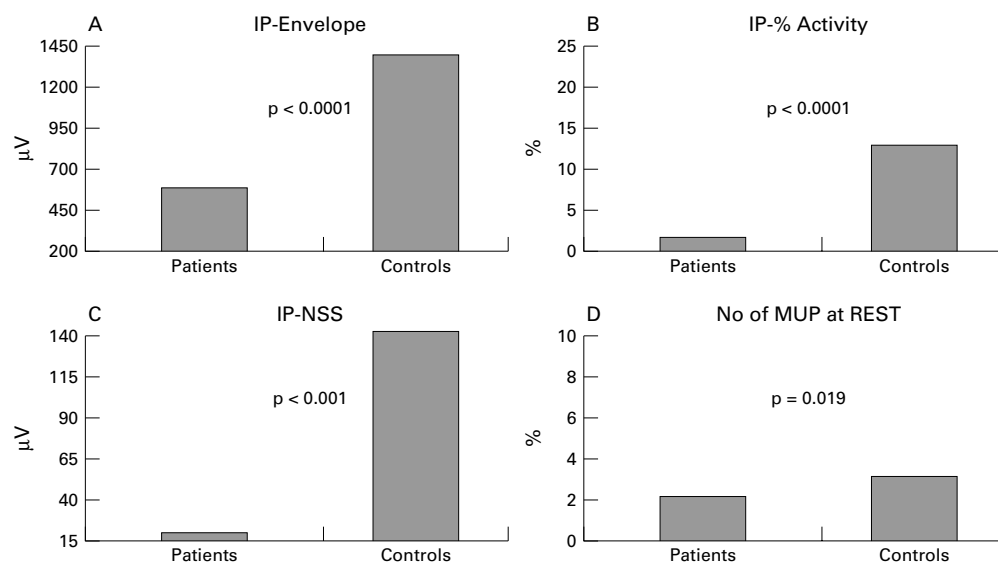 A
IP-Envelope
1450
1200
950
700
450
200
µV
p < 0.0001
Patients
Controls
B
IP-% Activity
25
20
15
10
5
0
%
p < 0.0001
Patients
Controls
C
IP-NSS
140
115
90
65
40
15
µV
p < 0.001
Patients
Controls
D
No of MUP at REST
10
8
6
4
2
0
%
p = 0.019
Patients
Controls